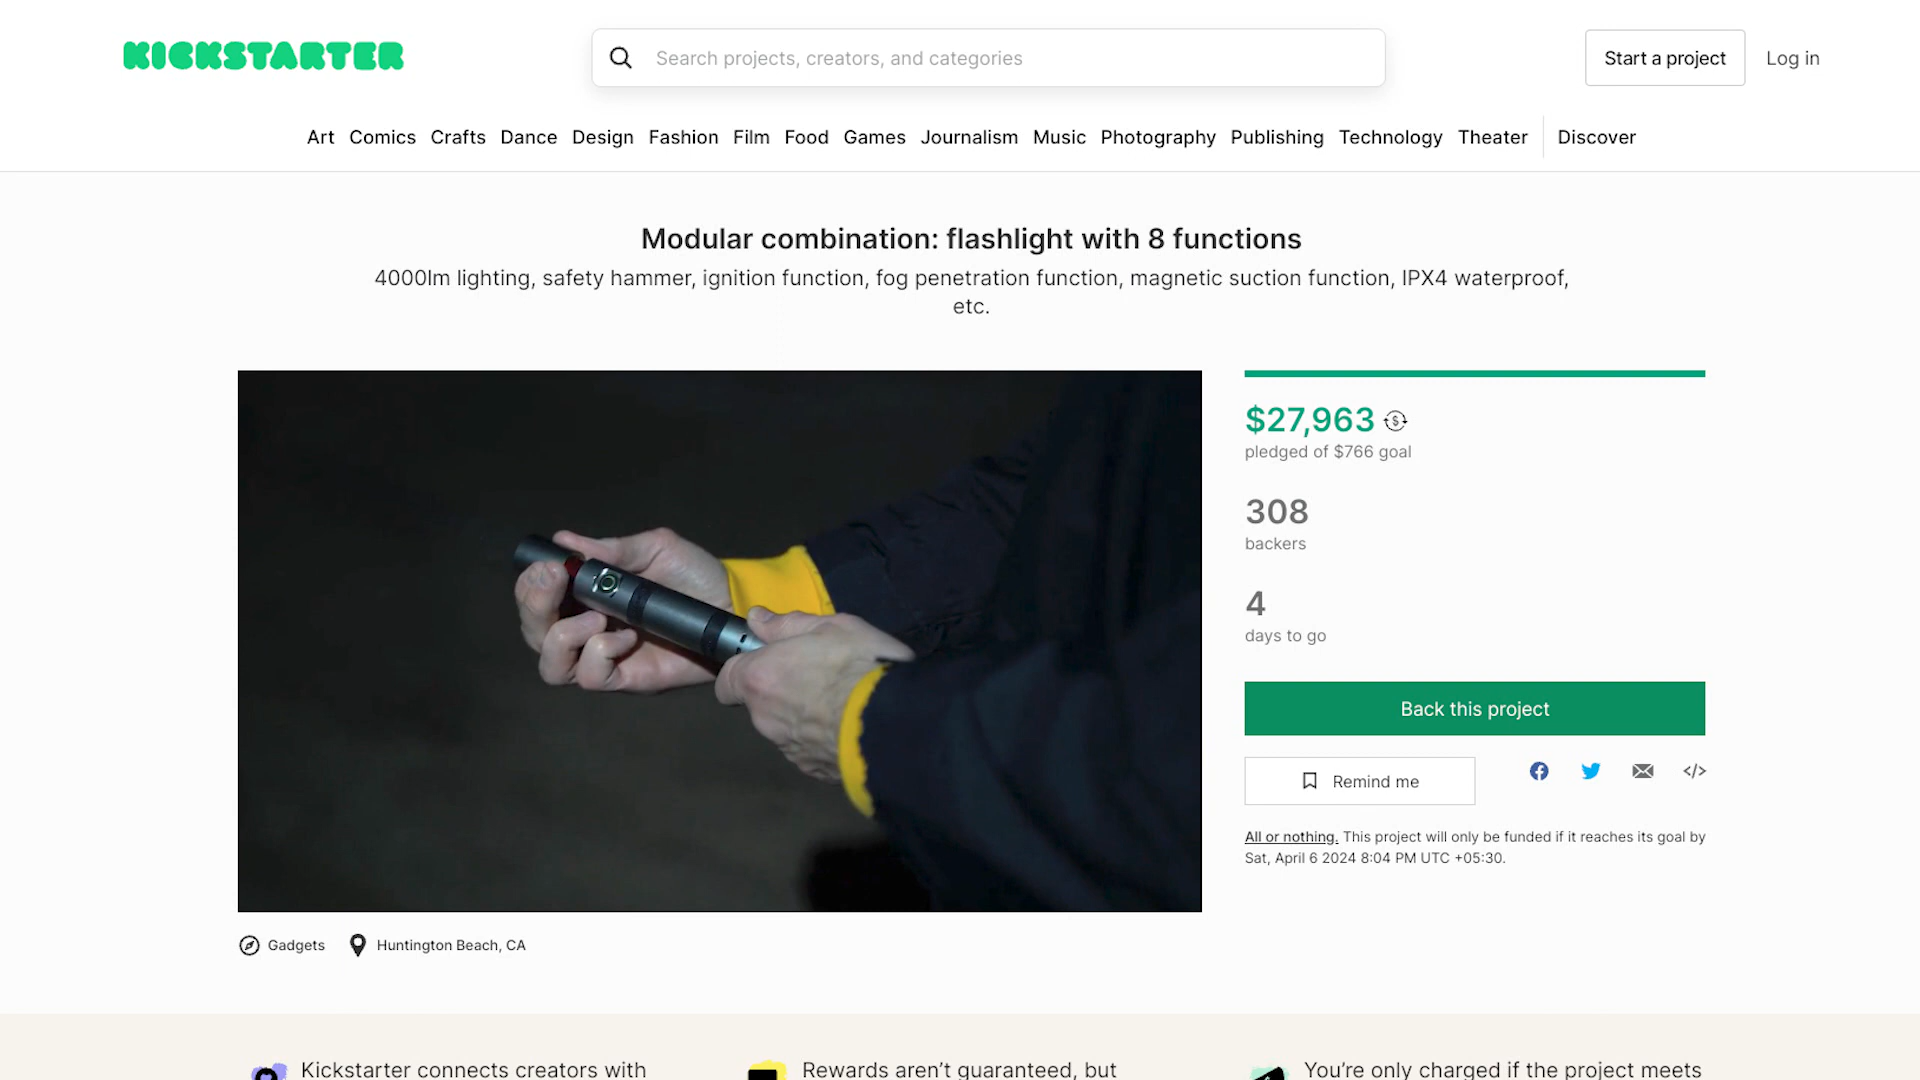 KICKSTARTER
Search projects, creators, and categories
Start a project
Log in
Art Comics Crafts Dance Design Fashion Film Food Games Journalism Music Photography Publishing Technology Theater Discover
Modular combination: flashlight with 8 functions
4000lm lighting, safety hammer, ignition function, fog penetration function, magnetic suction function, IPX4 waterproof,
etc.
$27,963
pledged of $766 goal
308
backers
4
days to go
Back this project
Remind me
All or nothing. This project will only be funded if it reaches its goal by
Sat, April 6 2024 8:04 PM UTC +05:30.
Gadgets
Huntington Beach, CA
Kickstarter connects creators with
Rewards aren’t guaranteed, but
You’re only charged if the project meets